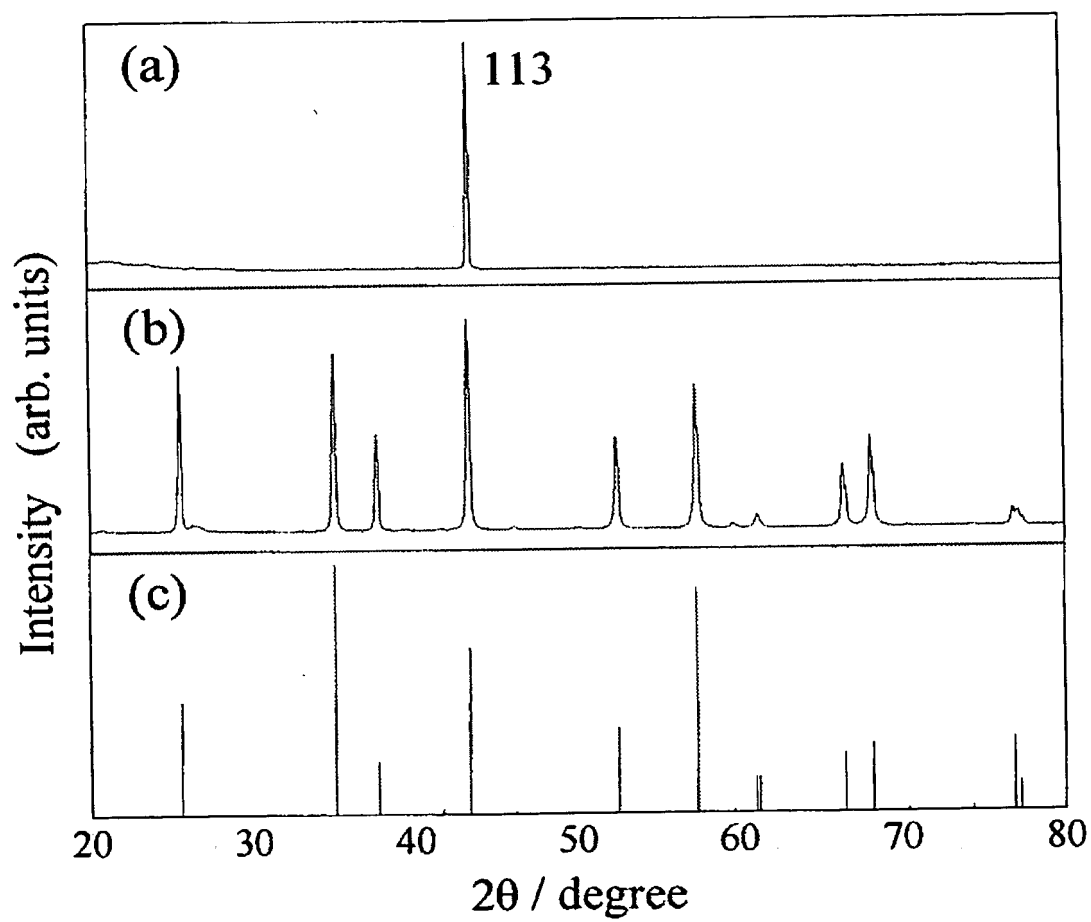 (a) 113
(b)
(c)
Intensity (arb. units)
20 30 40 50 60 70 80
2θ / degree